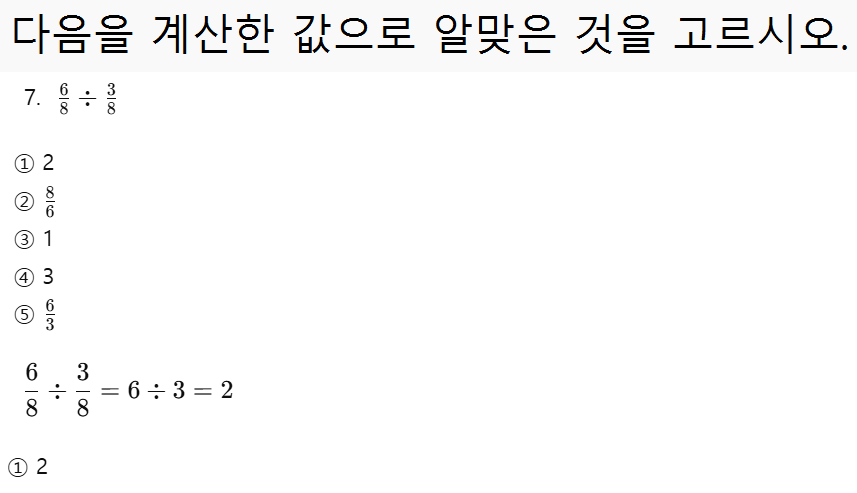 다음을 계산한 값으로 알맞은 것을 고르시오.
7. 6/8 ÷ 3/8
① 2
② 8/6
③ 1
④ 3
⑤ 6/3
6/8 ÷ 3/8 = 6 ÷ 3 = 2
① 2